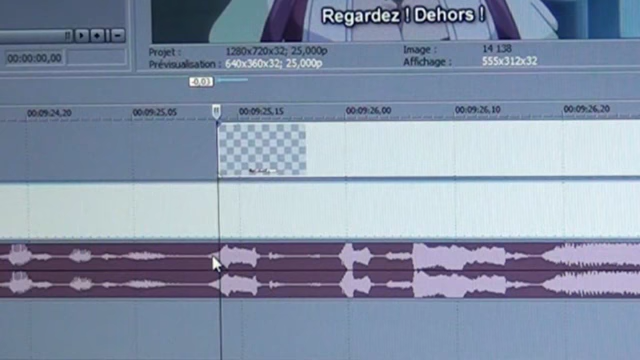 Regardez ! Dehors !
00:00:00,00
Projet : 1280x720x32; 25,000p Image : 14 138
Prévisualisation : 640x360x32; 25,000p Affichage : 555x312x32
-0,03
00:09:24,20 00:09:25,05 00:09:25,15 00:09:26,00 00:09:26,10 00:09:26,20